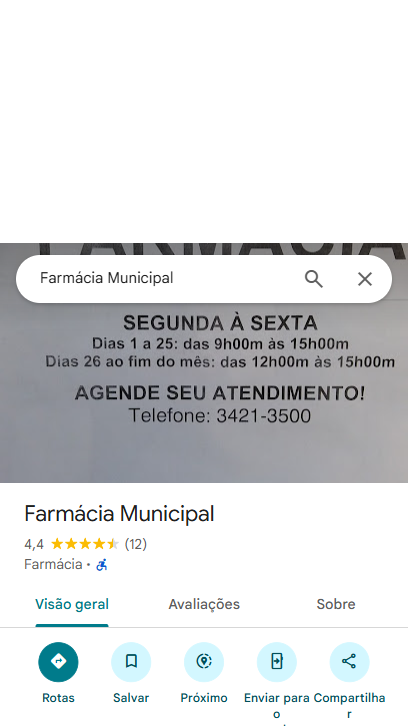 FARMÁCIA
Farmácia Municipal
SEGUNDA À SEXTA
Dias 1 a 25: das 9h00m às 15h00m
Dias 26 ao fim do mês: das 12h00m às 15h00m
AGENDE SEU ATENDIMENTO!
Telefone: 3421-3500
Farmácia Municipal
4,4 (12)
Farmácia ·
Visão geral Avaliações Sobre
Rotas Salvar Próximo Enviar para o Compartilhar